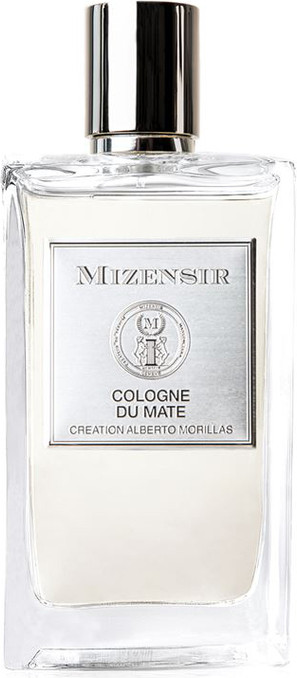 MIZENSIR
M
COLOGNE
DU MATE
CREATION ALBERTO MORILLAS